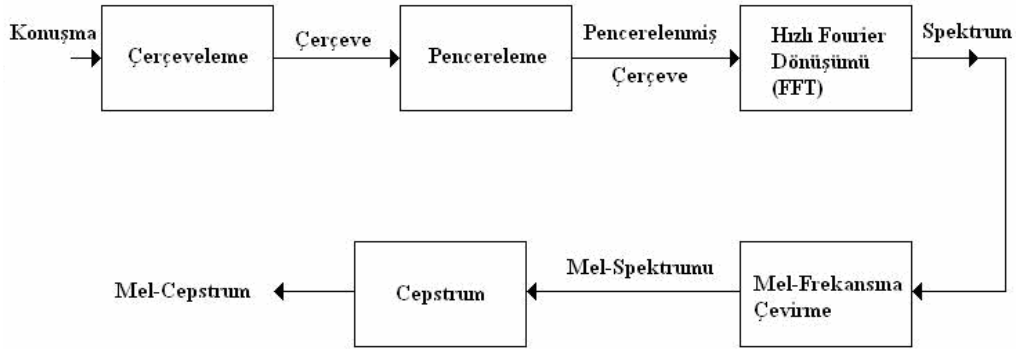 Konuşma
Çerçeveleme
Çerçeve
Pencereleme
Pencerelenmiş
Çerçeve
Hızlı Fourier
Dönüşümü
(FFT)
Spektrum
Mel-Frekansına
Çevirme
Mel-Spektrumu
Cepstrum
Mel-Cepstrum